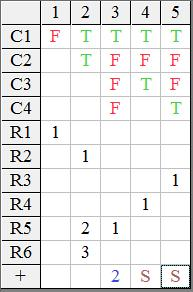 1 2 3 4 5
C1 F T T T T
C2 T F F F
C3 F T F
C4 F T
R1 1
R2 1
R3 1
R4 1
R5 2 1
R6 3
+ 2 S S